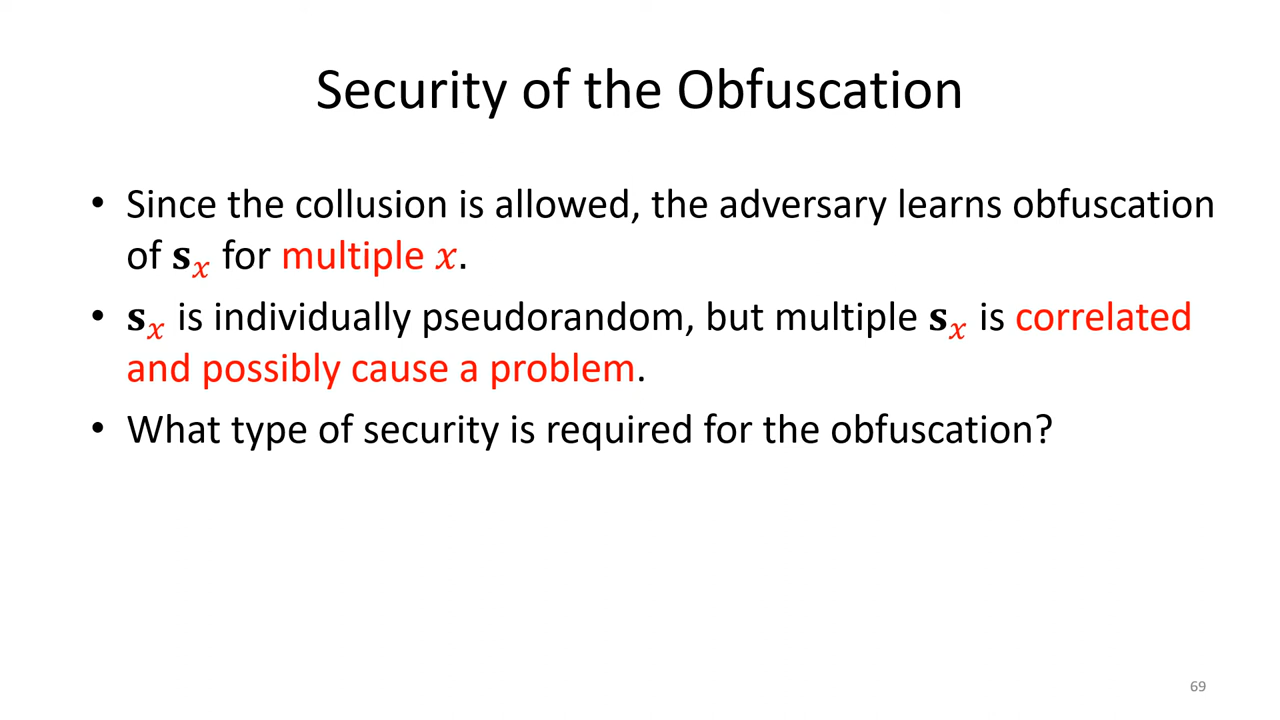 Security of the Obfuscation
• Since the collusion is allowed, the adversary learns obfuscation
of 𝐬ₓ for multiple 𝑥.
• 𝐬ₓ is individually pseudorandom, but multiple 𝐬ₓ is correlated
and possibly cause a problem.
• What type of security is required for the obfuscation?
69